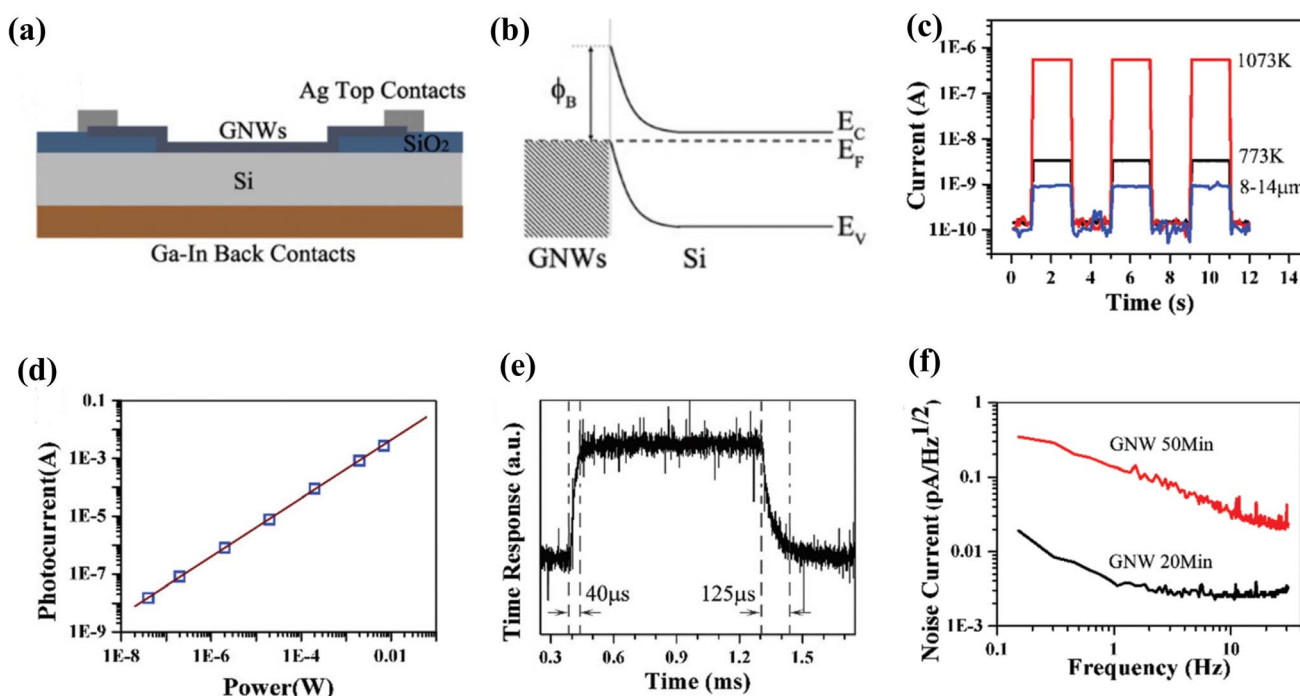 (a)
Ag Top Contacts
GNWs
SiO2
Si
Ga-In Back Contacts
(b)
ϕB
EC
EF
EV
GNWs
Si
(c)
Current (A)
1E-6
1E-7
1E-8
1E-9
1E-10
1073K
773K
8-14μm
0 2 4 6 8 10 12 14
Time (s)
(d)
Photocurrent(A)
0.1
1E-3
1E-5
1E-7
1E-9
1E-8 1E-6 1E-4 0.01
Power(W)
(e)
Time Response (a.u.)
40μs
125μs
0.3 0.6 0.9 1.2 1.5
Time (ms)
(f)
Noise Current (pA/Hz1/2)
1
0.1
0.01
1E-3
GNW 50Min
GNW 20Min
0.1 1 10
Frequency (Hz)